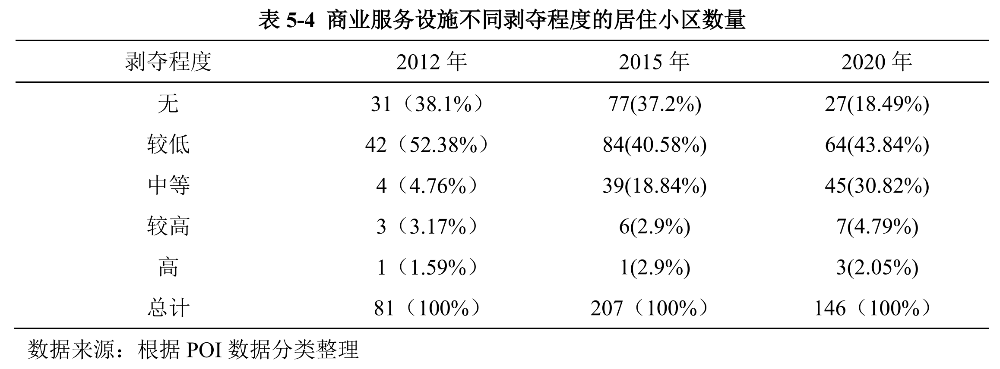 表 5-4 商业服务设施不同剥夺程度的居住小区数量
剥夺程度 2012 年 2015 年 2020 年
无 31（38.1%） 77(37.2%) 27(18.49%)
较低 42（52.38%） 84(40.58%) 64(43.84%)
中等 4（4.76%） 39(18.84%) 45(30.82%)
较高 3（3.17%） 6(2.9%) 7(4.79%)
高 1（1.59%） 1(2.9%) 3(2.05%)
总计 81（100%） 207（100%） 146（100%）
数据来源：根据 POI 数据分类整理